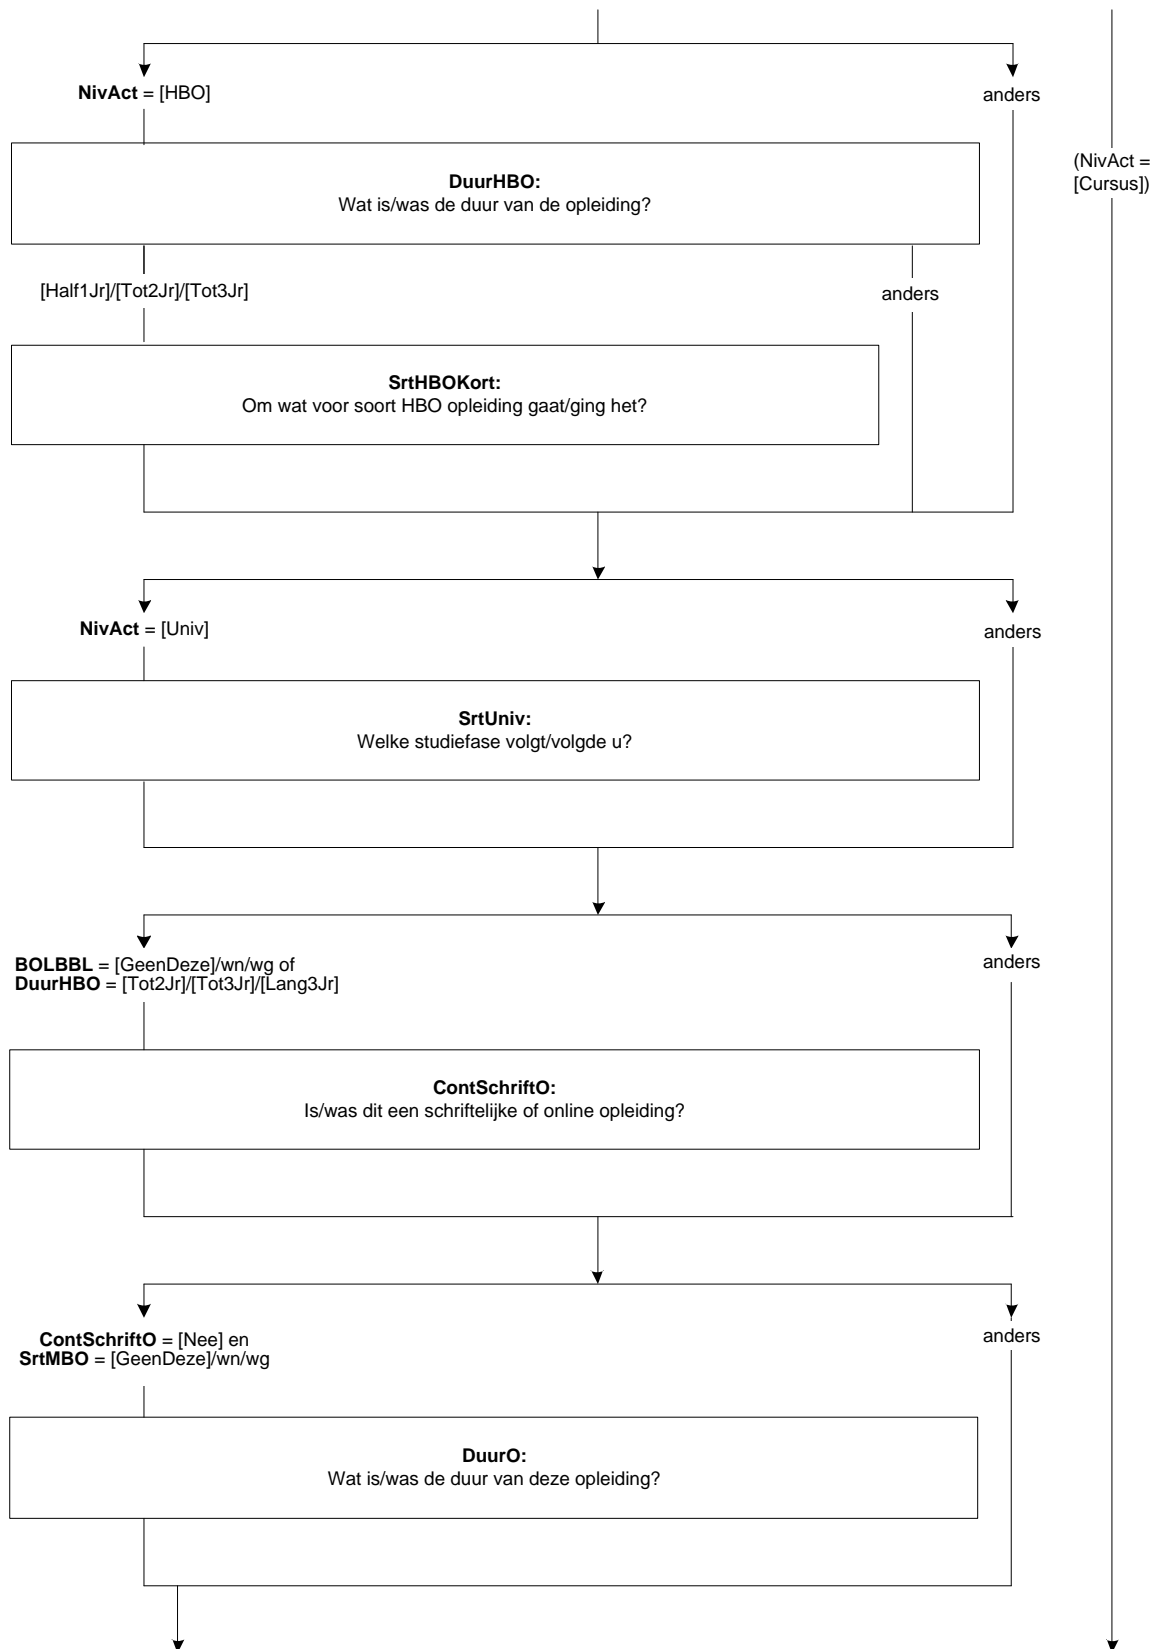 NivAct = [HBO]
anders
(NivAct =
[Cursus])
DuurHBO:
Wat is/was de duur van de opleiding?
[Half1Jr]/[Tot2Jr]/[Tot3Jr]
anders
SrtHBOKort:
Om wat voor soort HBO opleiding gaat/ging het?
NivAct = [Univ]
anders
SrtUniv:
Welke studiefase volgt/volgde u?
BOLBBL = [GeenDeze]/wn/wg of
DuurHBO = [Tot2Jr]/[Tot3Jr]/[Lang3Jr]
anders
ContSchriftO:
Is/was dit een schriftelijke of online opleiding?
ContSchriftO = [Nee] en
SrtMBO = [GeenDeze]/wn/wg
anders
DuurO:
Wat is/was de duur van deze opleiding?